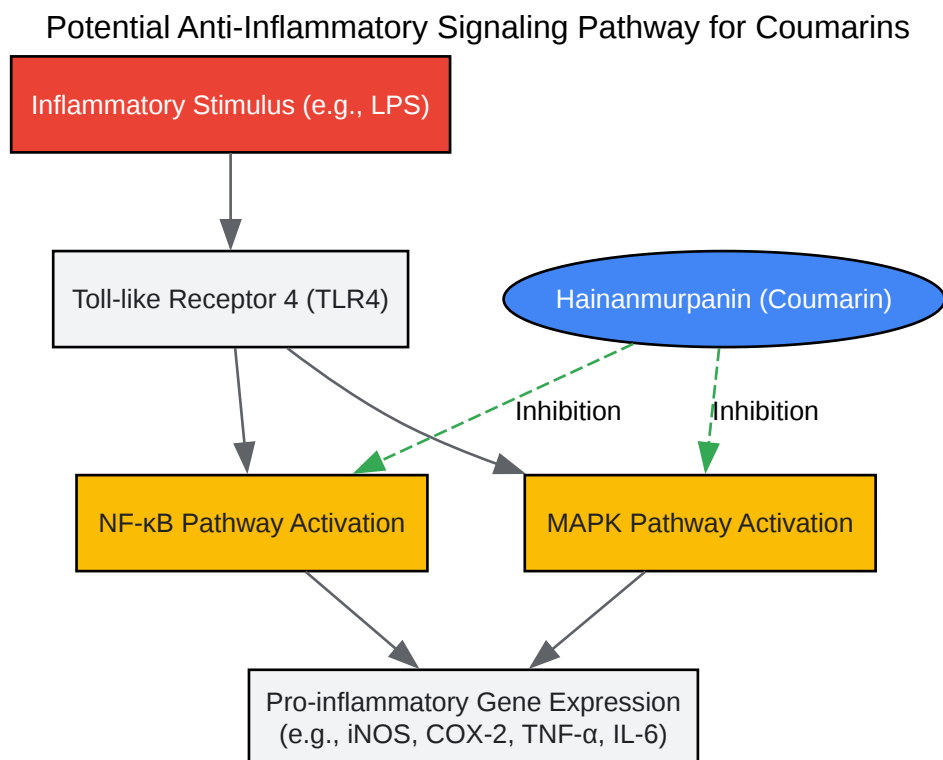 Potential Anti-Inflammatory Signaling Pathway for Coumarins
Inflammatory Stimulus (e.g., LPS)
Toll-like Receptor 4 (TLR4)
Hainanmurpanin (Coumarin)
Inhibition
Inhibition
NF-κB Pathway Activation
MAPK Pathway Activation
Pro-inflammatory Gene Expression
(e.g., iNOS, COX-2, TNF-α, IL-6)